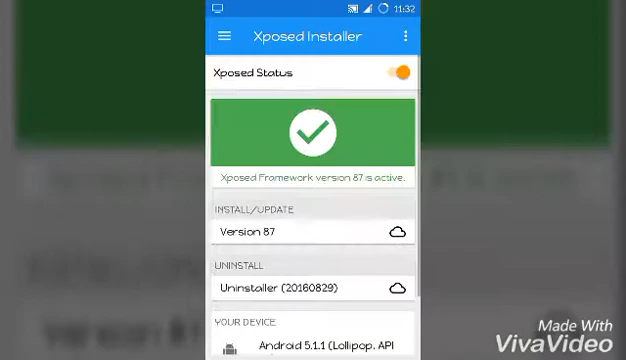 11:32
Xposed Installer
Xposed Status
Xposed Framework version 87 is active.
INSTALL/UPDATE
Version 87
UNINSTALL
Uninstaller (20160829)
YOUR DEVICE
Android 5.1.1 (Lollipop, API
Made With
VivaVideo